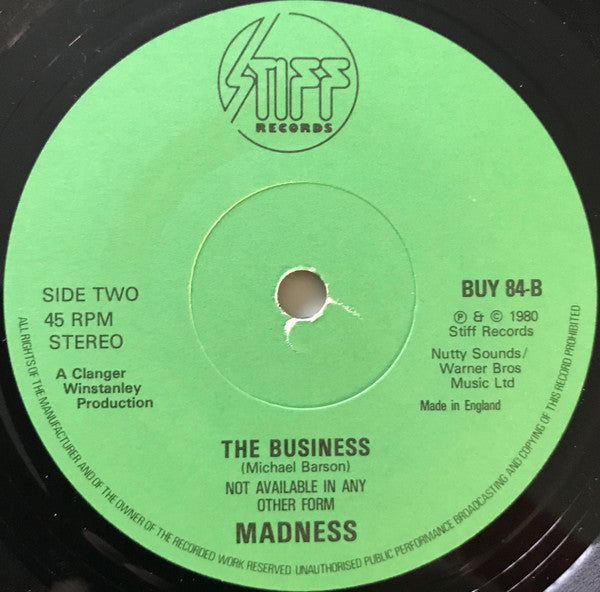 STIFF
RECORDS
SIDE TWO
45 RPM
STEREO
A Clanger
Winstanley
Production
BUY 84-B
℗ & © 1980
Stiff Records
Nutty Sounds/
Warner Bros
Music Ltd
Made in England
THE BUSINESS
(Michael Barson)
NOT AVAILABLE IN ANY
OTHER FORM
MADNESS
ALL RIGHTS OF THE MANUFACTURER AND OF THE OWNER OF THE RECORDED WORK RESERVED · UNAUTHORISED PUBLIC PERFORMANCE BROADCASTING AND COPYING OF THIS RECORD PROHIBITED